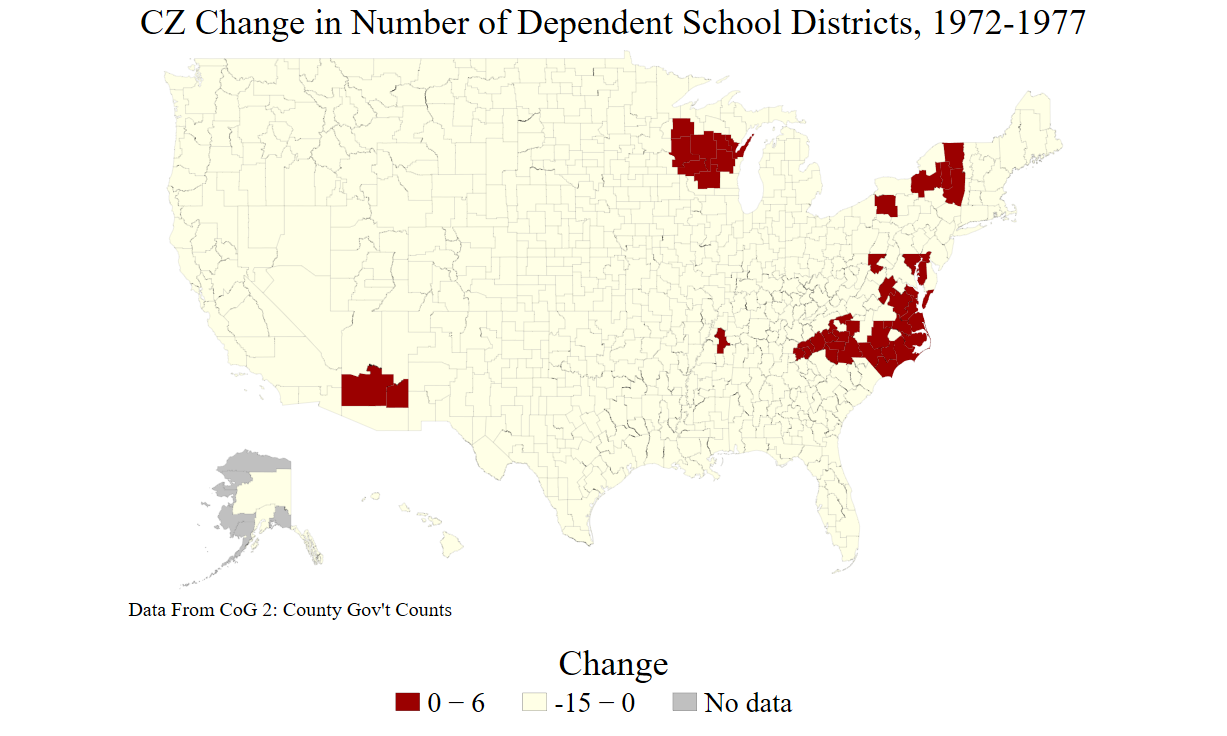 CZ Change in Number of Dependent School Districts, 1972-1977
Data From CoG 2: County Gov't Counts
Change
0 − 6
-15 − 0
No data